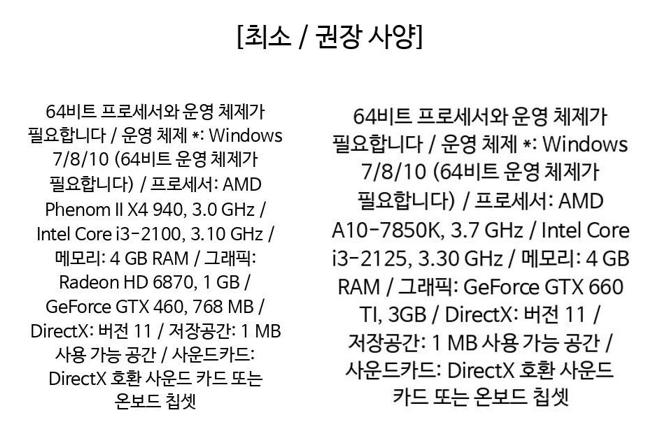 [최소 / 권장 사양]
64비트 프로세서와 운영 체제가
필요합니다 / 운영 체제 *: Windows
7/8/10 (64비트 운영 체제가
필요합니다) / 프로세서: AMD
Phenom II X4 940, 3.0 GHz /
Intel Core i3-2100, 3.10 GHz /
메모리: 4 GB RAM / 그래픽:
Radeon HD 6870, 1 GB /
GeForce GTX 460, 768 MB /
DirectX: 버전 11 / 저장공간: 1 MB
사용 가능 공간 / 사운드카드:
DirectX 호환 사운드 카드 또는
온보드 칩셋
64비트 프로세서와 운영 체제가
필요합니다 / 운영 체제 *: Windows
7/8/10 (64비트 운영 체제가
필요합니다) / 프로세서: AMD
A10-7850K, 3.7 GHz / Intel Core
i3-2125, 3.30 GHz / 메모리: 4 GB
RAM / 그래픽: GeForce GTX 660
TI, 3GB / DirectX: 버전 11 /
저장공간: 1 MB 사용 가능 공간 /
사운드카드: DirectX 호환 사운드
카드 또는 온보드 칩셋